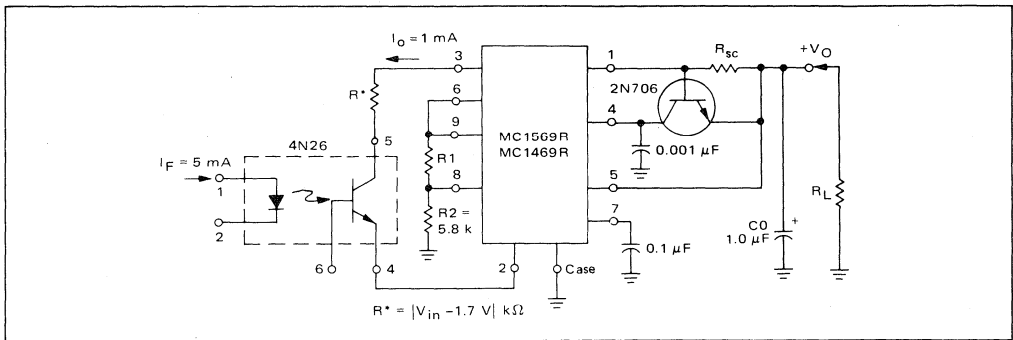 I_o = 1 mA
3
1
R_sc
+V_O
R*
6
2N706
4
9
5
MC1569R
MC1469R
4N26
R1
0.001 µF
I_F = 5 mA
1
8
5
R_L
R2 =
5.8 k
7
2
C0
1.0 µF
+
0.1 µF
6
4
2
Case
R* = |V_in −1.7 V| kΩ